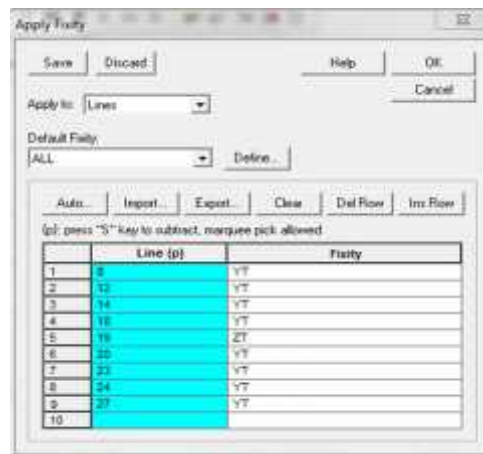 Apply Fixity
Save Discard Help OK
Cancel
Apply to: Lines
Default Fixity:
ALL Define...
Auto... Import... Export... Clear Del Row Ins Row
(p): press "S" key to subtract, marquee pick allowed
Line {p} Fixity
1 YT
2 13 YT
3 14 YT
4 YT
5 19 ZT
6 20 YT
7 23 YT
8 24 YT
9 27 YT
10